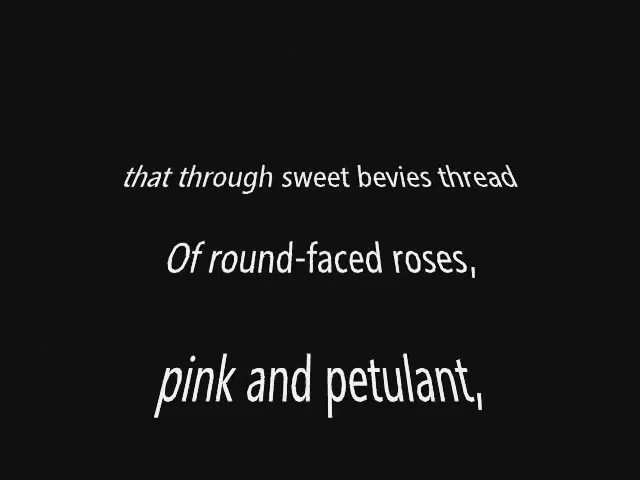 that through sweet bevies thread
Of round-faced roses,
pink and petulant,